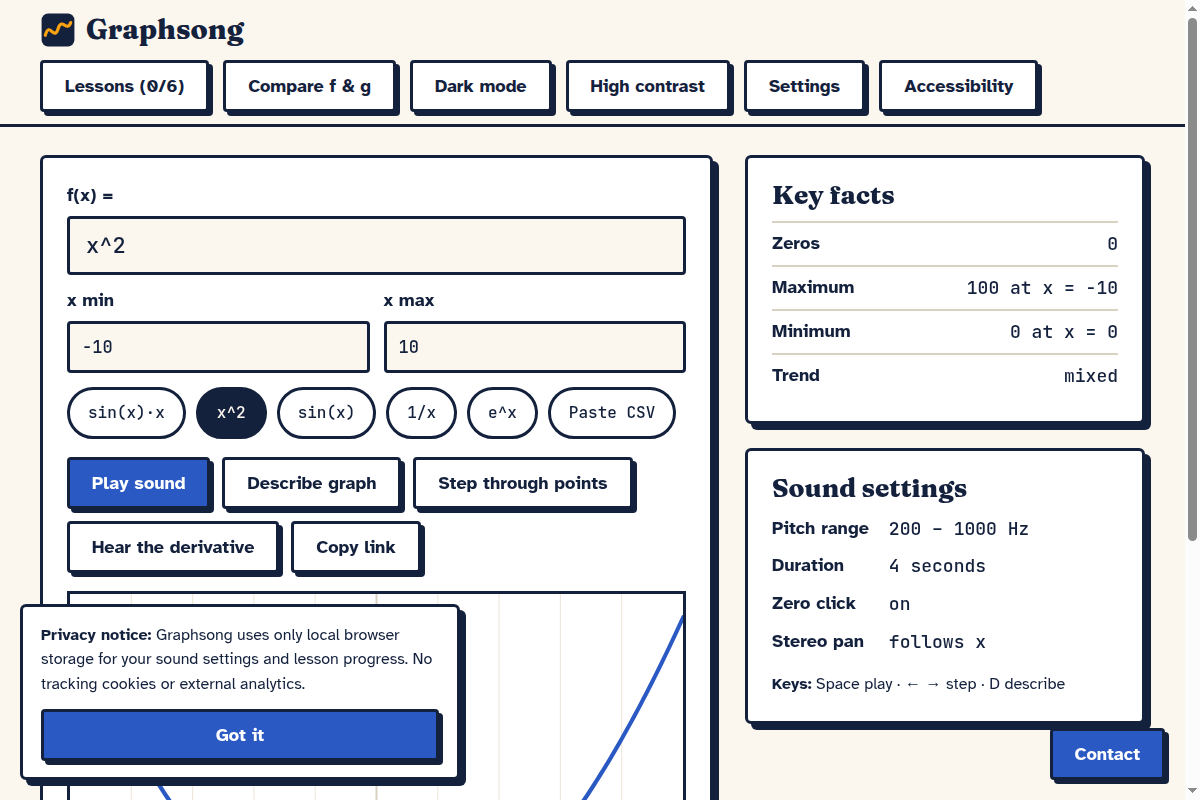 Graphsong
Lessons (0/6)
Compare f & g
Dark mode
High contrast
Settings
Accessibility
f(x) =
x^2
x min
x max
-10
10
sin(x)·x
x^2
sin(x)
1/x
e^x
Paste CSV
Play sound
Describe graph
Step through points
Hear the derivative
Copy link
Privacy notice: Graphsong uses only local browser
storage for your sound settings and lesson progress. No
tracking cookies or external analytics.
Got it
Key facts
Zeros 0
Maximum 100 at x = -10
Minimum 0 at x = 0
Trend mixed
Sound settings
Pitch range 200 – 1000 Hz
Duration 4 seconds
Zero click on
Stereo pan follows x
Keys: Space play · ← → step · D describe
Contact